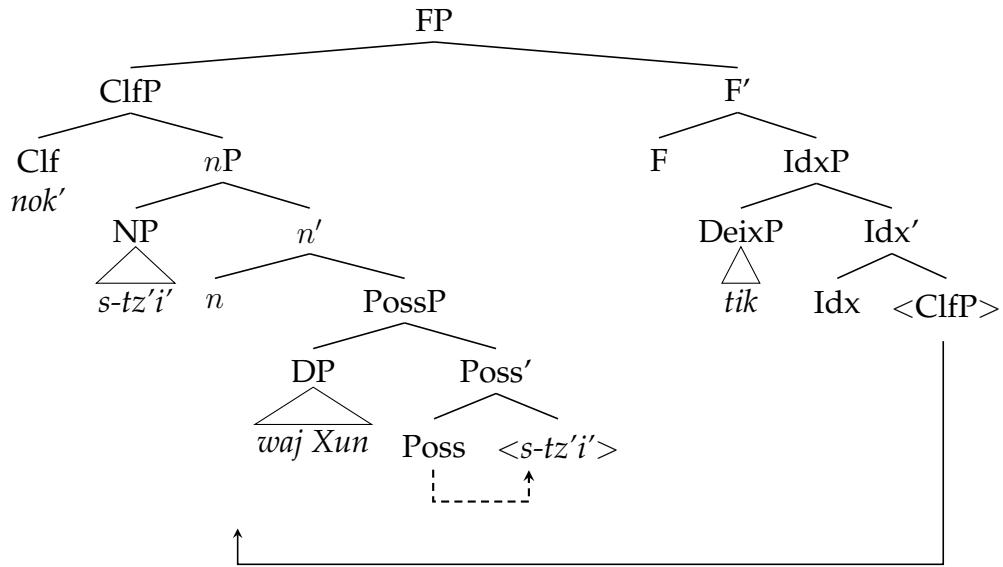 FP
ClfP F'
Clf nP F IdxP
nok'
NP n' DeixP Idx'
s-tz'i' n PossP tik Idx <ClfP>
DP Poss'
waj Xun Poss <s-tz'i'>